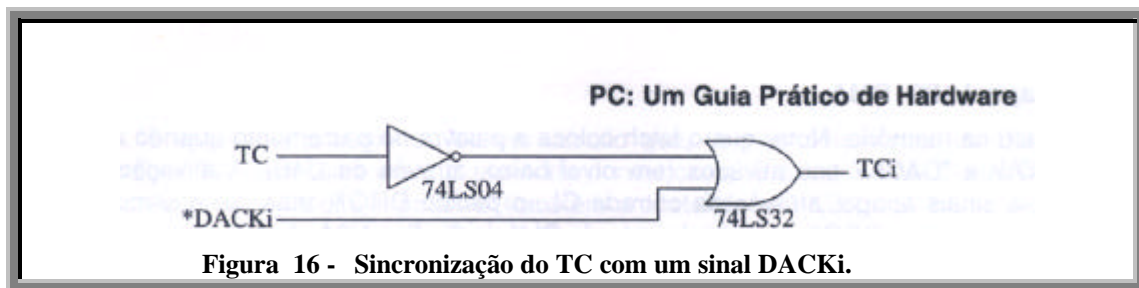 PC: Um Guia Prático de Hardware
TC
74LS04
TCi
*DACKi
74LS32
Figura 16 - Sincronização do TC com um sinal DACKi.